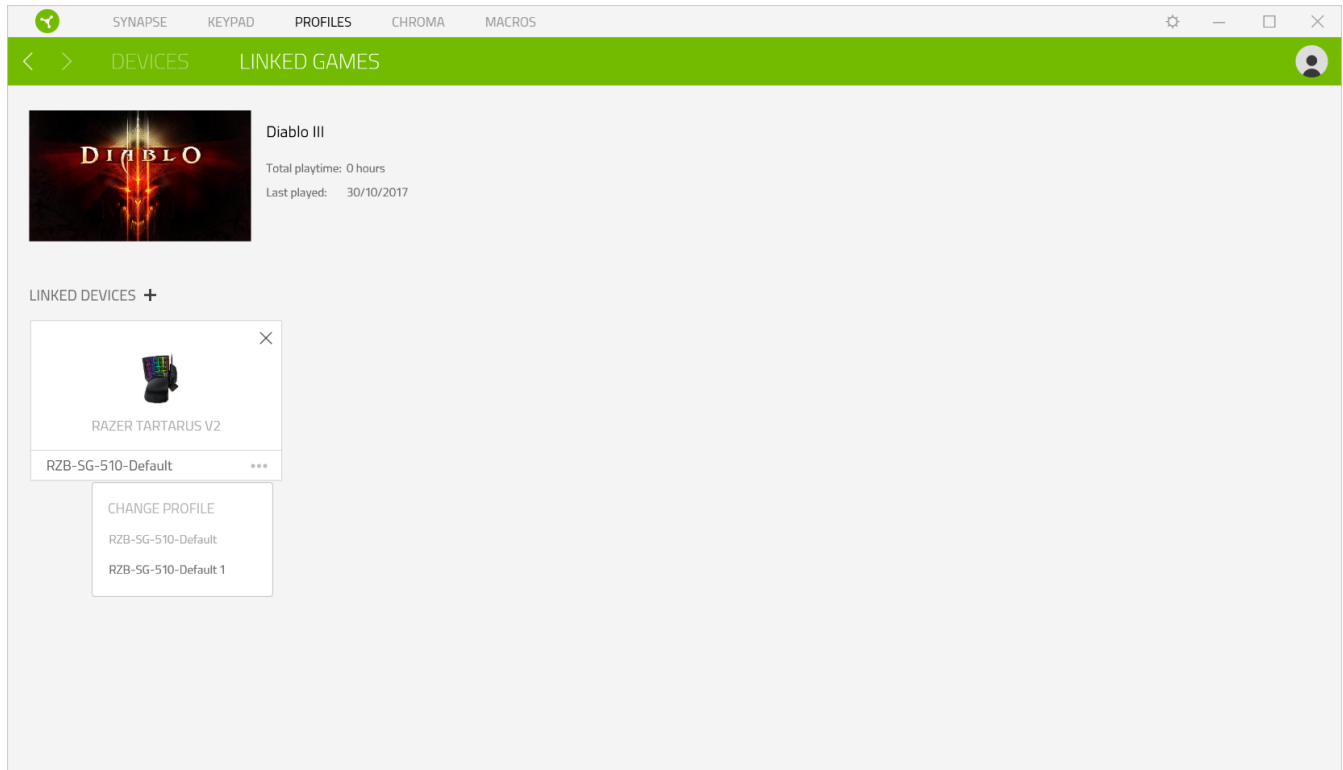 SYNAPSE KEYPAD PROFILES CHROMA MACROS
DEVICES LINKED GAMES
DIABLO
Diablo III
Total playtime: 0 hours
Last played: 30/10/2017
LINKED DEVICES +
RAZER TARTARUS V2
RZB-SG-510-Default
CHANGE PROFILE
RZB-SG-510-Default
RZB-SG-510-Default 1